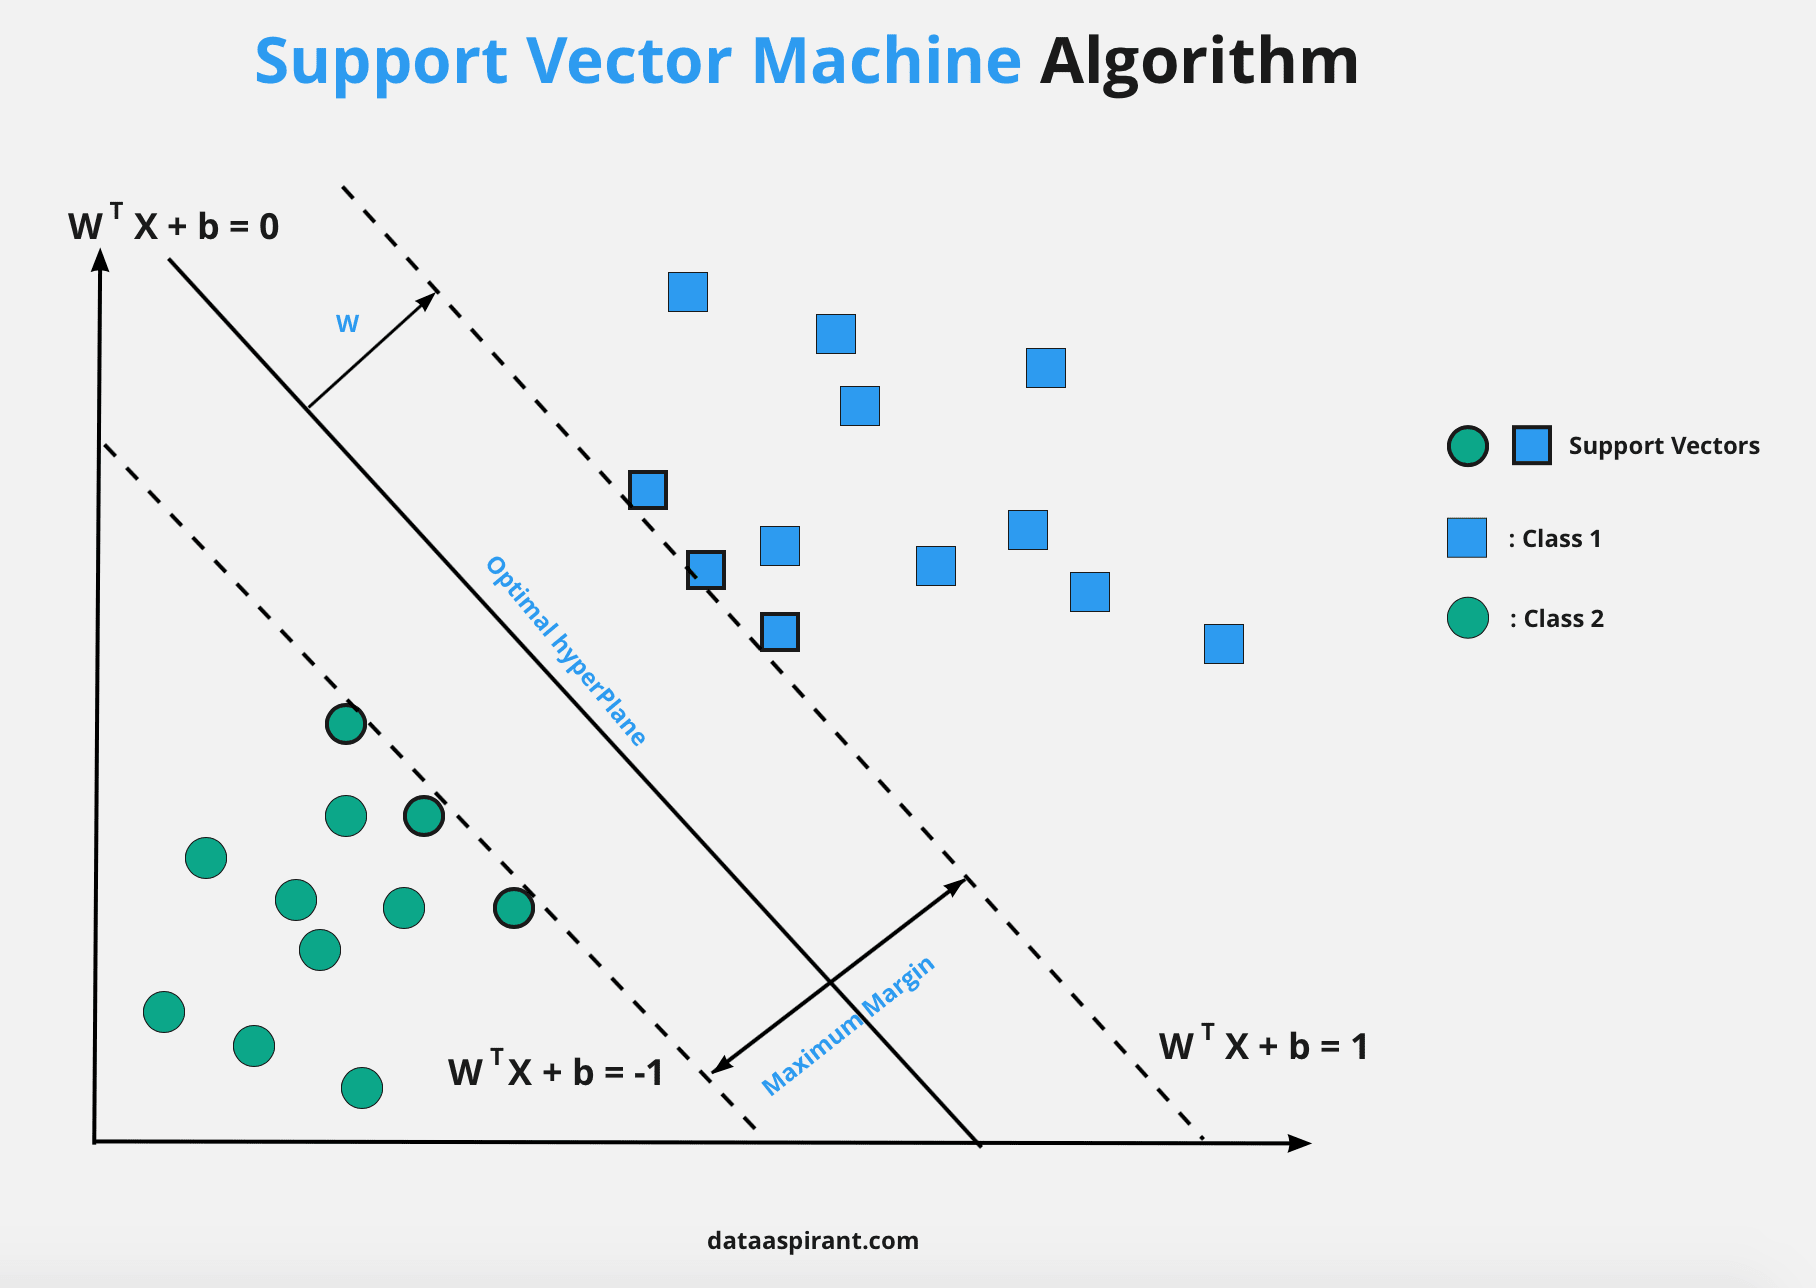 Support Vector Machine Algorithm
W T X + b = 0
W
Optimal hyperPlane
Support Vectors
: Class 1
: Class 2
Maximum Margin
W T X + b = -1
W T X + b = 1
dataaspirant.com